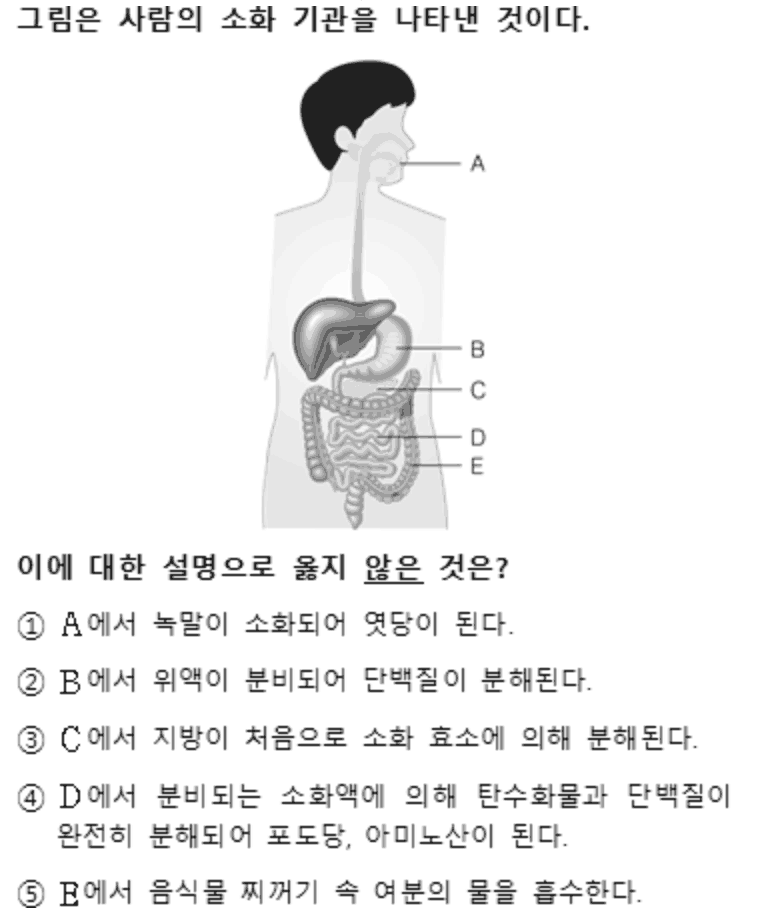 그림은 사람의 소화 기관을 나타낸 것이다.
A
B
C
D
E
이에 대한 설명으로 옳지 않은 것은?
① A에서 녹말이 소화되어 엿당이 된다.
② B에서 위액이 분비되어 단백질이 분해된다.
③ C에서 지방이 처음으로 소화 효소에 의해 분해된다.
④ D에서 분비되는 소화액에 의해 탄수화물과 단백질이
완전히 분해되어 포도당, 아미노산이 된다.
⑤ E에서 음식물 찌꺼기 속 여분의 물을 흡수한다.